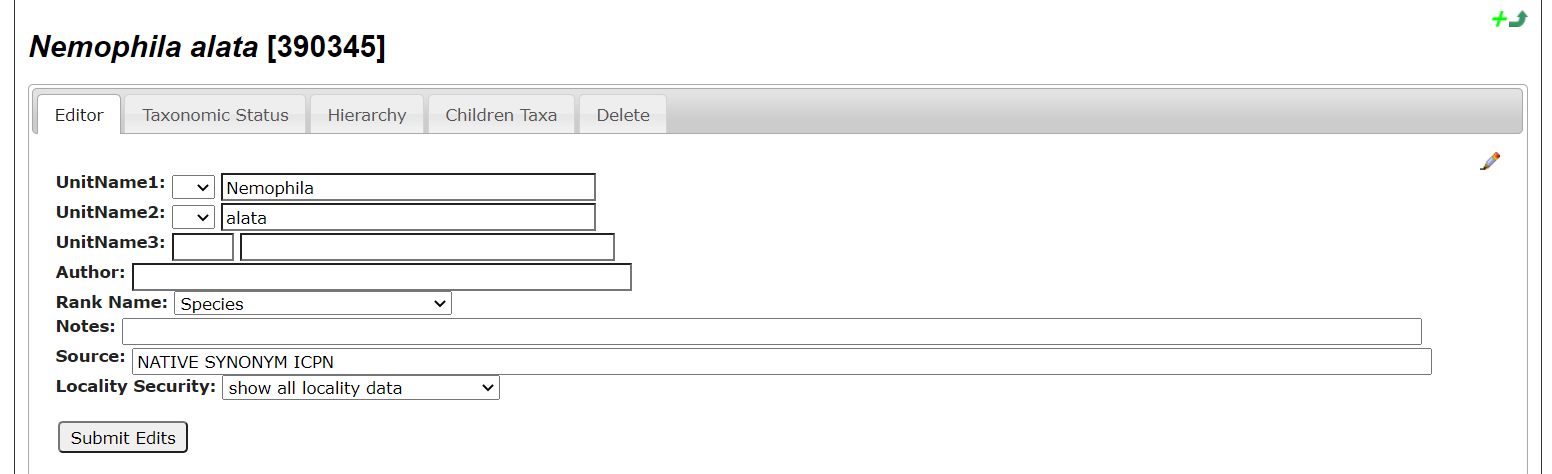 Nemophila alata [390345]
Editor Taxonomic Status Hierarchy Children Taxa Delete
UnitName1: Nemophila
UnitName2: alata
UnitName3:
Author:
Rank Name: Species
Notes:
Source: NATIVE SYNONYM ICPN
Locality Security: show all locality data
Submit Edits